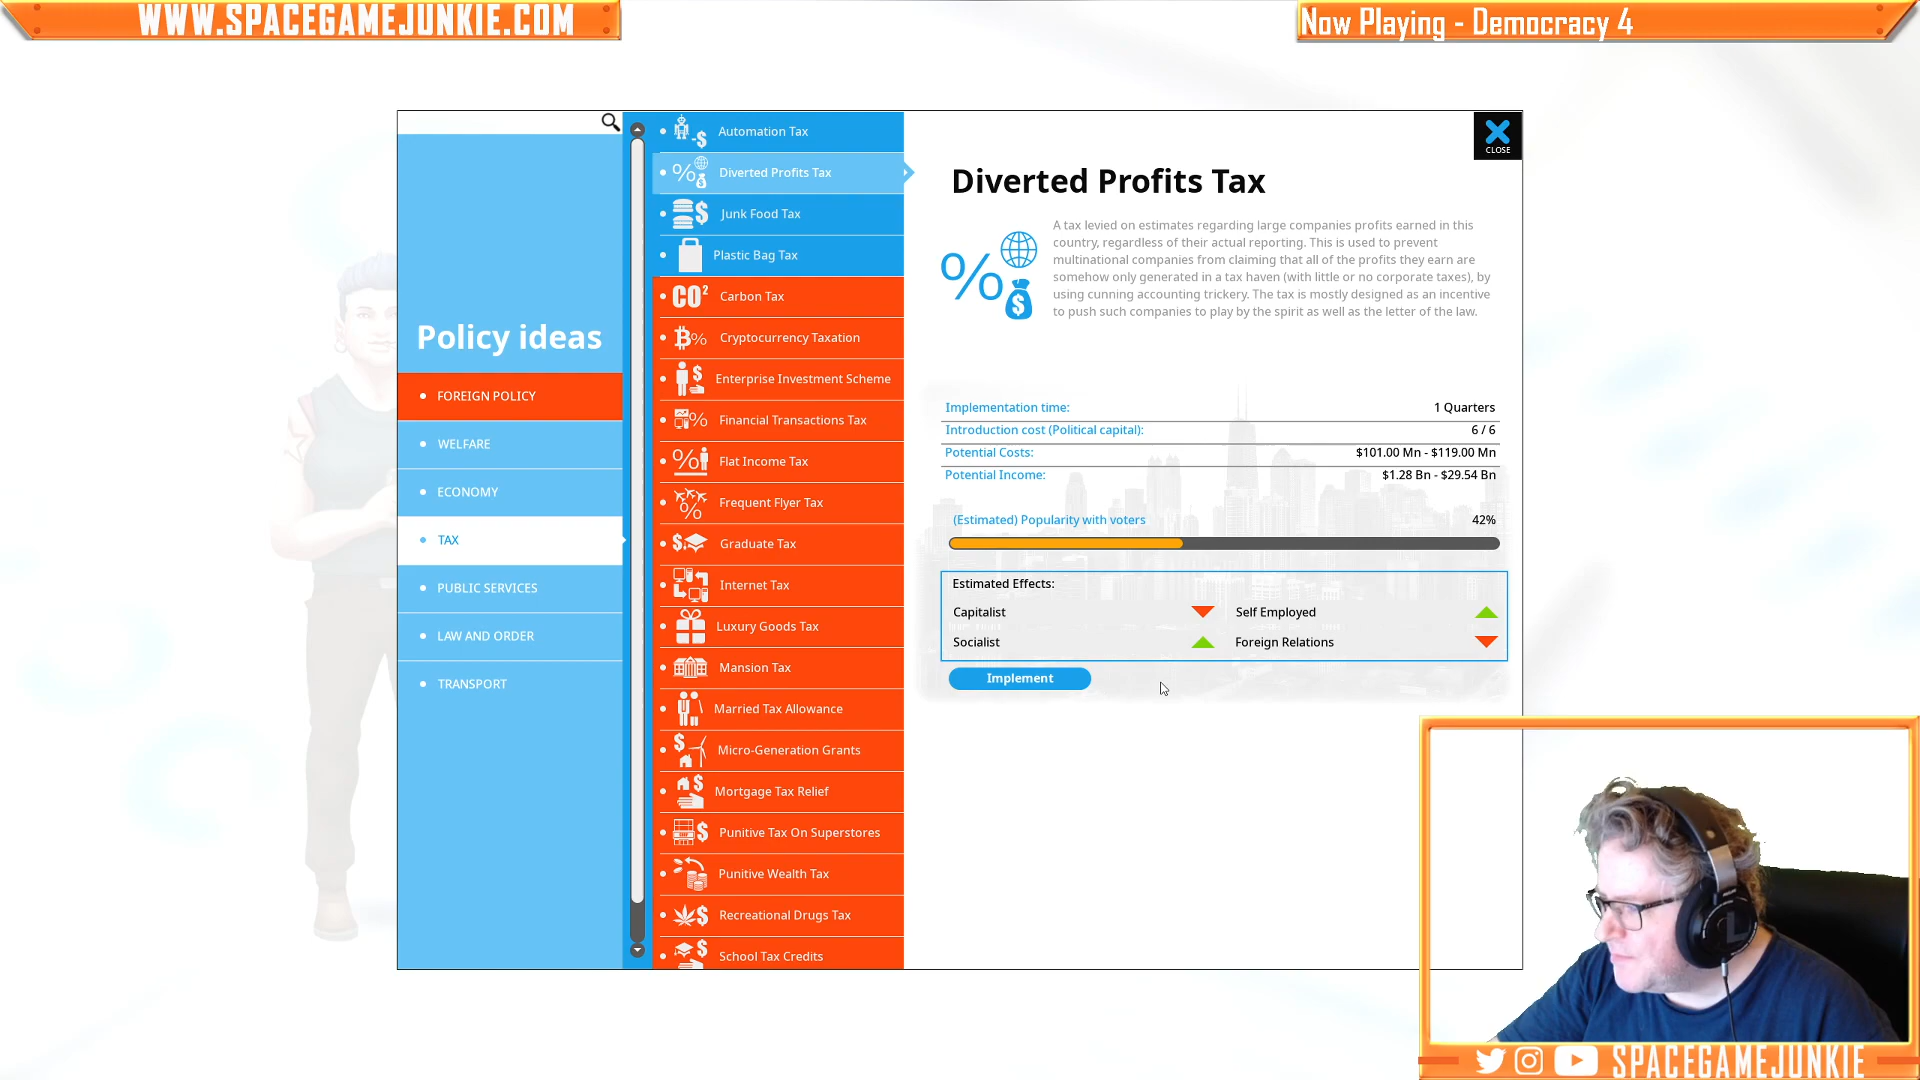 WWW.SPACEGAMEJUNKIE.COM
Now Playing - Democracy 4
CLOSE
Policy ideas
FOREIGN POLICY
WELFARE
ECONOMY
TAX
PUBLIC SERVICES
LAW AND ORDER
TRANSPORT
Automation Tax
Diverted Profits Tax
Junk Food Tax
Plastic Bag Tax
CO² Carbon Tax
Cryptocurrency Taxation
Enterprise Investment Scheme
Financial Transactions Tax
Flat Income Tax
Frequent Flyer Tax
Graduate Tax
Internet Tax
Luxury Goods Tax
Mansion Tax
Married Tax Allowance
Micro-Generation Grants
Mortgage Tax Relief
Punitive Tax On Superstores
Punitive Wealth Tax
Recreational Drugs Tax
School Tax Credits
Diverted Profits Tax
A tax levied on estimates regarding large companies profits earned in this
country, regardless of their actual reporting. This is used to prevent
multinational companies from claiming that all of the profits they earn are
somehow only generated in a tax haven (with little or no corporate taxes), by
using cunning accounting trickery. The tax is mostly designed as an incentive
to push such companies to play by the spirit as well as the letter of the law.
Implementation time: 1 Quarters
Introduction cost (Political capital): 6 / 6
Potential Costs: $101.00 Mn - $119.00 Mn
Potential Income: $1.28 Bn - $29.54 Bn
(Estimated) Popularity with voters 42%
Estimated Effects:
Capitalist Self Employed
Socialist Foreign Relations
Implement
SPACEGAMEJUNKIE